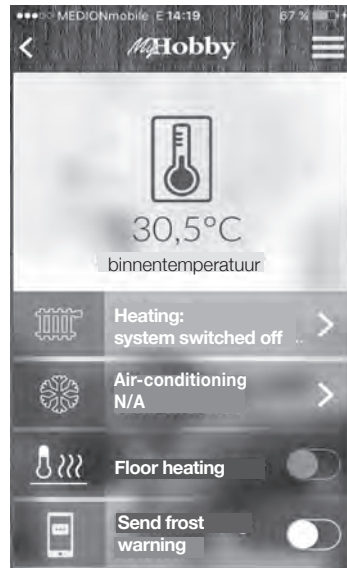 MEDIONmobile E 14:19 67 %
MyHobby
30,5°C
binnentemperatuur
Heating:
system switched off ..
Air-conditioning
N/A
Floor heating
Send frost
warning